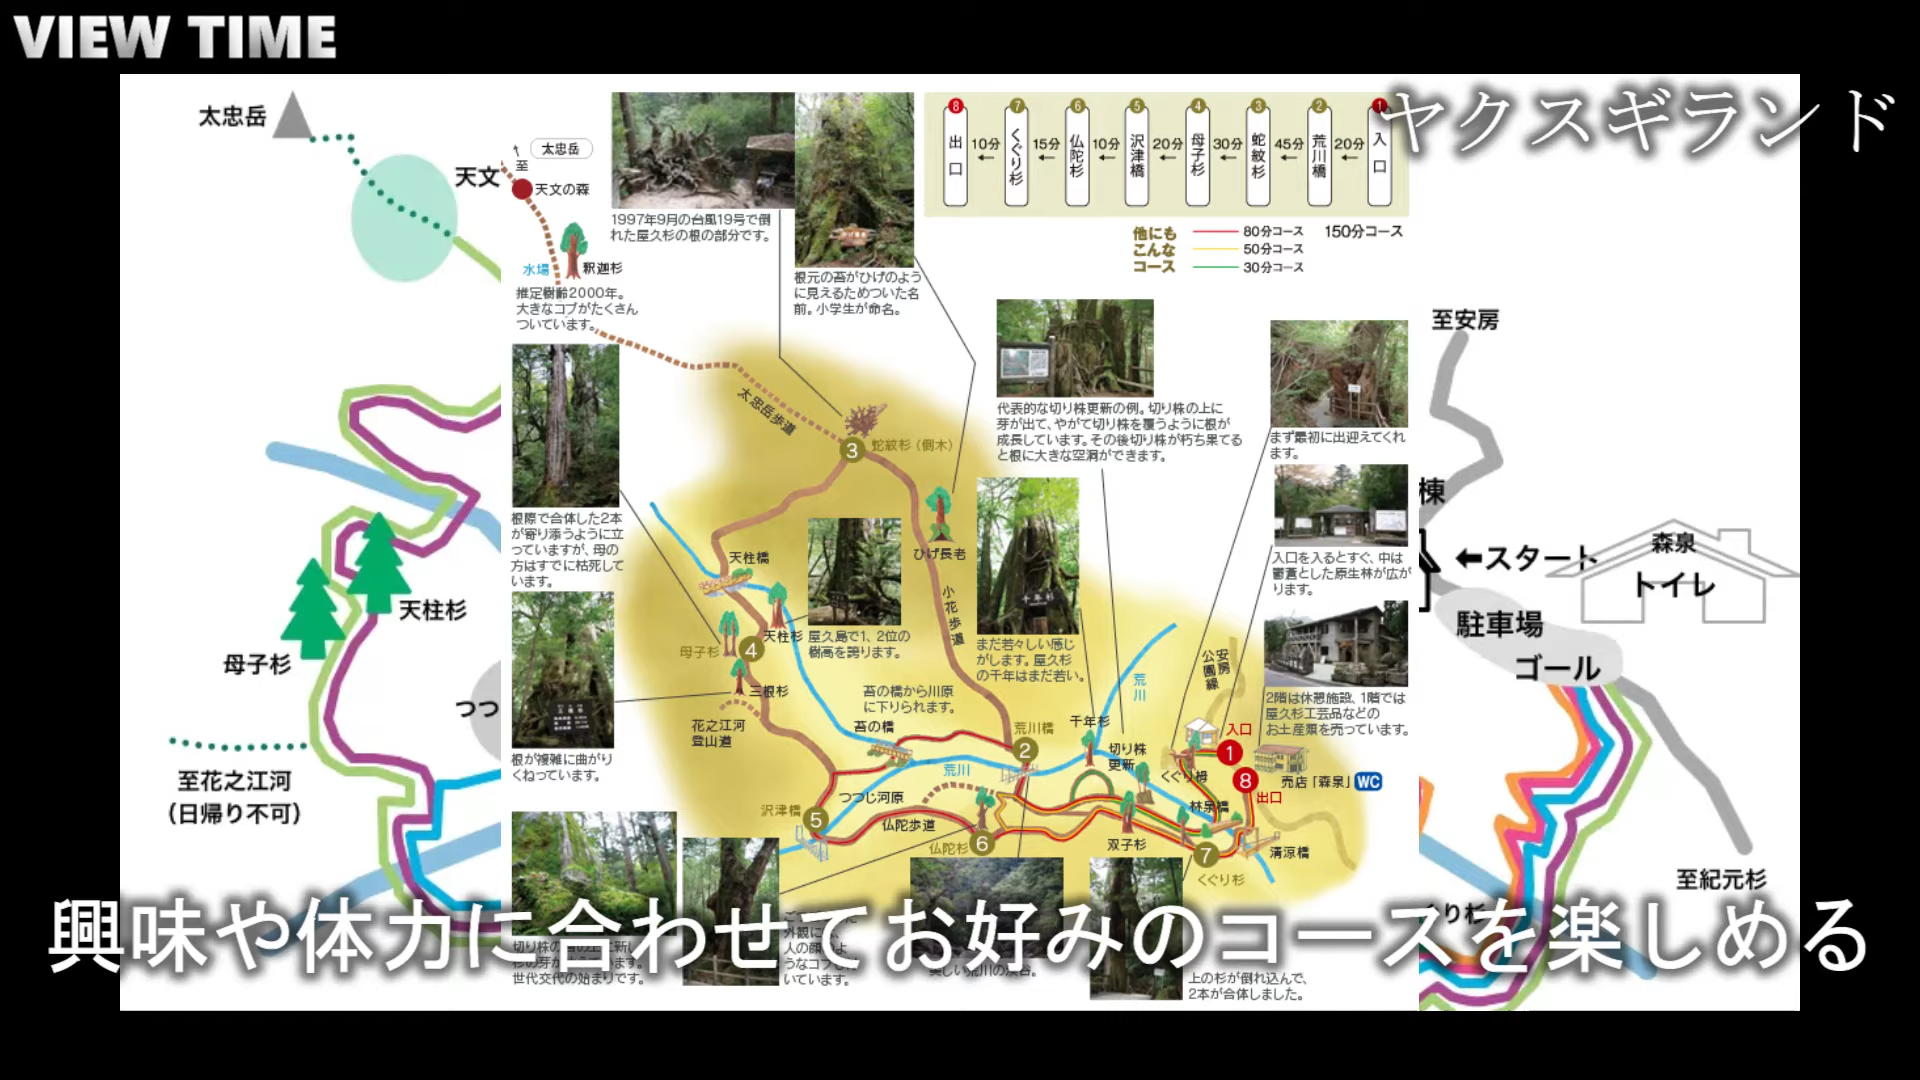 VIEW TIME
ヤクスギランド
太忠岳
天文
至
太忠岳
天文の森
水場
釈迦杉
推定樹齢2000年。
大きなコブがたくさん
ついています。
1997年9月の台風19号で倒
れた屋久杉の根の部分です。
根元の苔がひげのよう
に見えるためついた名
前。小学生が命名。
8 出口
10分
7 くぐり杉
15分
6 仏陀杉
10分
5 沢津橋
20分
4 母子杉
30分
3 蛇紋杉
45分
2 荒川橋
20分
1 入口
他にも
こんな
コース
80分コース
50分コース
30分コース
150分コース
代表的な切り株更新の例。切り株の上に
芽が出て、やがて切り株を覆うように根が
成長しています。その後切り株が朽ち果てる
と根に大きな空洞ができます。
まず最初に出迎えてくれ
ます。
入口を入るとすぐ、中は
鬱蒼とした原生林が広が
ります。
2階は休憩施設、1階では
屋久杉工芸品などの
お土産類を売っています。
太忠岳歩道
3
蛇紋杉(倒木)
ひげ長老
小花歩道
まだ若々しい感じ
がします。屋久杉
の千年はまだ若い。
根際で合体した2本
が寄り添うように立
っていますが、母の
方はすでに枯死して
います。
天柱橋
天柱杉
屋久島で1、2位の
樹高を誇ります。
母子杉
4
三根杉
花之江河
登山道
苔の橋から川原
に下りられます。
苔の橋
荒川橋
2
千年杉
切り株
更新
荒川
荒川
安房
公園線
入口
1
くぐり栂
8
出口
売店「森泉」
WC
林泉橋
つつじ河原
沢津橋
5
仏陀歩道
仏陀杉
6
双子杉
7
くぐり杉
清涼橋
根が複雑に曲がり
くねっています。
世代交代の始まりです。
外観に
うなコブ
いています。
上の杉が倒れ込んで、
2本が合体しました。
天柱杉
母子杉
つつ
至花之江河
(日帰り不可)
至安房
棟
←スタート
森泉
トイレ
駐車場
ゴール
至紀元杉
り杉
興味や体力に合わせてお好みのコースを楽しめる